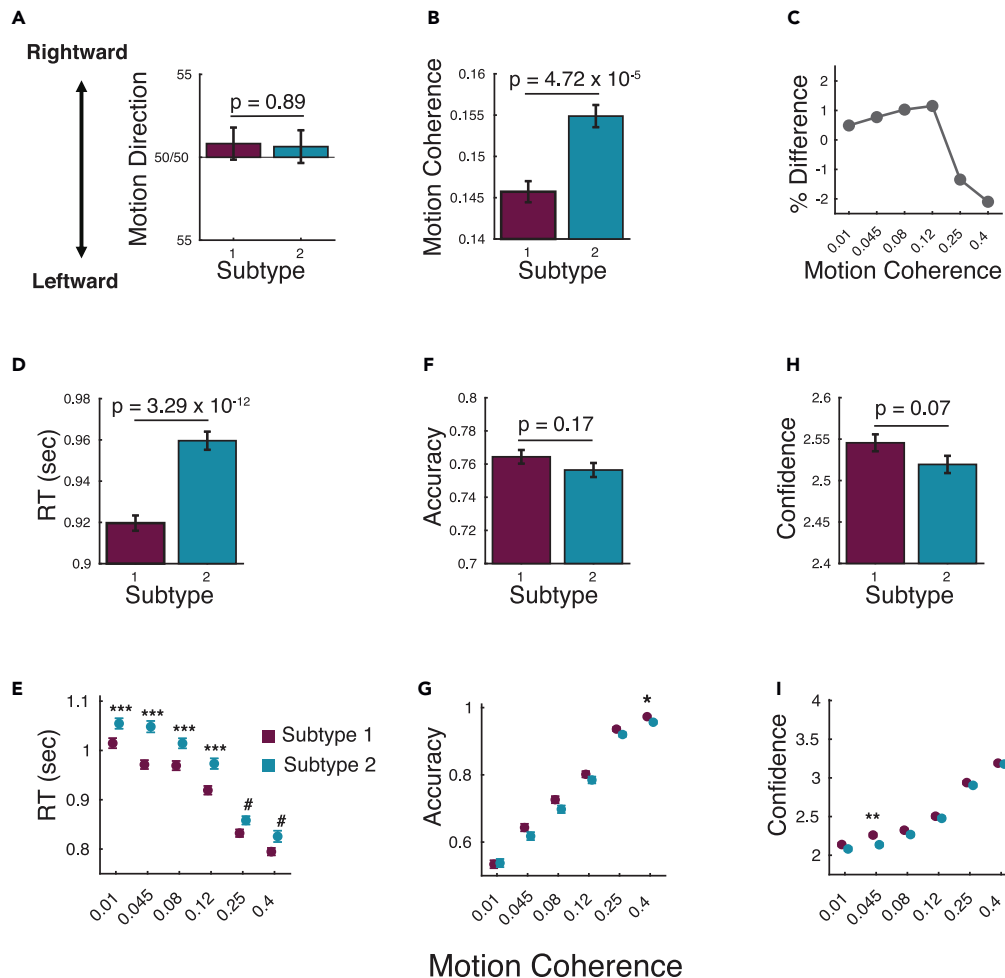 A
Rightward
Leftward
Motion Direction
55
50/50
55
p = 0.89
1 2
Subtype
B
Motion Coherence
0.16
0.155
0.15
0.145
0.14
p = 4.72 x 10-5
1 2
Subtype
C
% Difference
2
1
0
-1
-2
0.01 0.045 0.08 0.12 0.25 0.4
Motion Coherence
D
RT (sec)
0.98
0.96
0.94
0.92
0.9
p = 3.29 x 10-12
1 2
Subtype
F
Accuracy
0.8
0.78
0.76
0.74
0.72
0.7
p = 0.17
1 2
Subtype
H
Confidence
2.6
2.55
2.5
2.45
2.4
p = 0.07
1 2
Subtype
E
RT (sec)
1.1
1
0.9
0.8
*** *** *** *** # #
Subtype 1
Subtype 2
0.01 0.045 0.08 0.12 0.25 0.4
G
Accuracy
1
0.8
0.6
*
0.01 0.045 0.08 0.12 0.25 0.4
I
Confidence
4
3.5
3
2.5
2
**
0.01 0.045 0.08 0.12 0.25 0.4
Motion Coherence